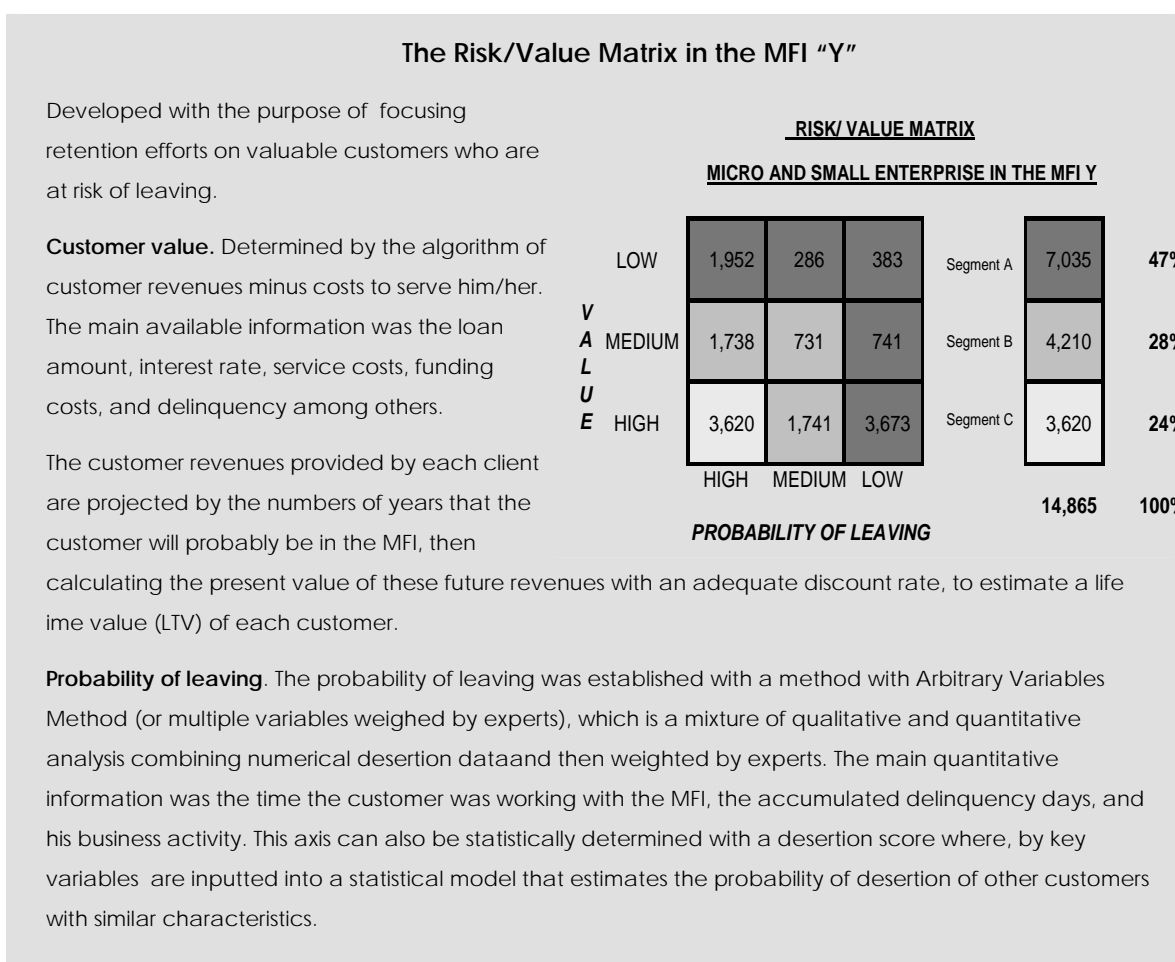 The Risk/Value Matrix in the MFI “Y”
Developed with the purpose of focusing
retention efforts on valuable customers who are
at risk of leaving.
Customer value. Determined by the algorithm of
customer revenues minus costs to serve him/her.
The main available information was the loan
amount, interest rate, service costs, funding
costs, and delinquency among others.
The customer revenues provided by each client
are projected by the numbers of years that the
customer will probably be in the MFI, then
calculating the present value of these future revenues with an adequate discount rate, to estimate a life
ime value (LTV) of each customer.
RISK/ VALUE MATRIX
MICRO AND SMALL ENTERPRISE IN THE MFI Y
VALUE
LOW 1,952 286 383 Segment A 7,035 47%
MEDIUM 1,738 731 741 Segment B 4,210 28%
HIGH 3,620 1,741 3,673 Segment C 3,620 24%
HIGH MEDIUM LOW
14,865 100%
PROBABILITY OF LEAVING
Probability of leaving. The probability of leaving was established with a method with Arbitrary Variables
Method (or multiple variables weighed by experts), which is a mixture of qualitative and quantitative
analysis combining numerical desertion dataand then weighted by experts. The main quantitative
information was the time the customer was working with the MFI, the accumulated delinquency days, and
his business activity. This axis can also be statistically determined with a desertion score where, by key
variables are inputted into a statistical model that estimates the probability of desertion of other customers
with similar characteristics.